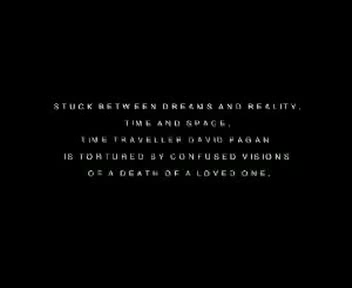 STUCK BETWEEN DREAMS AND REALITY,
TIME AND SPACE,
TIME TRAVELLER DAVID PAGAN
IS TORTURED BY CONFUSED VISIONS
OF A DEATH OF A LOVED ONE.